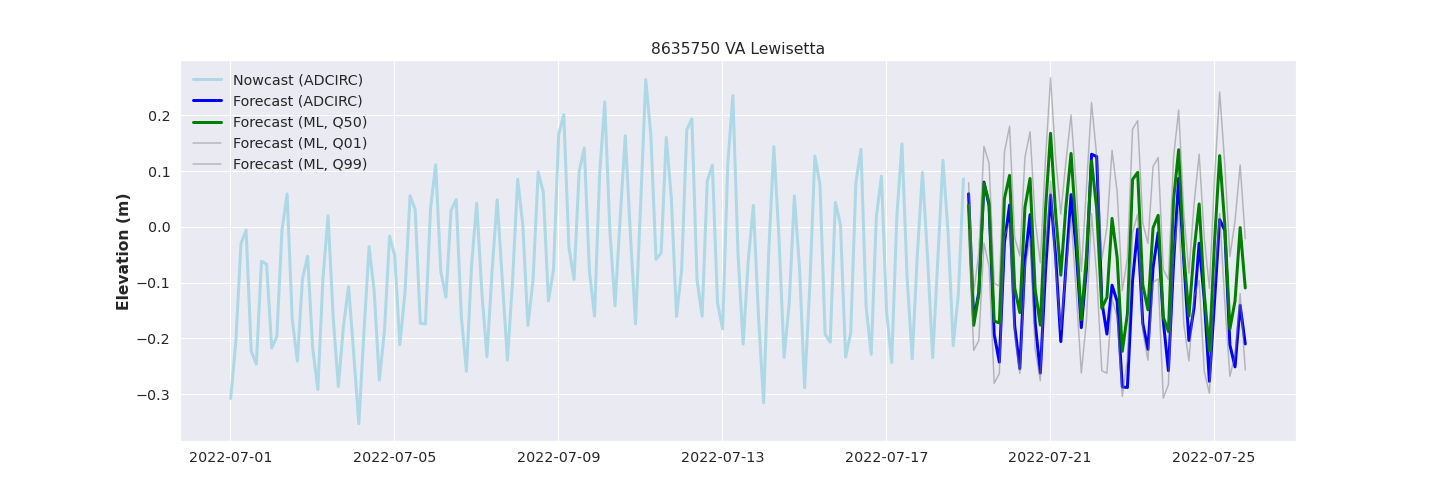 8635750 VA Lewisetta
Nowcast (ADCIRC)
Forecast (ADCIRC)
Forecast (ML, Q50)
Forecast (ML, Q01)
Forecast (ML, Q99)
Elevation (m)
0.2
0.1
0.0
−0.1
−0.2
−0.3
2022-07-01
2022-07-05
2022-07-09
2022-07-13
2022-07-17
2022-07-21
2022-07-25